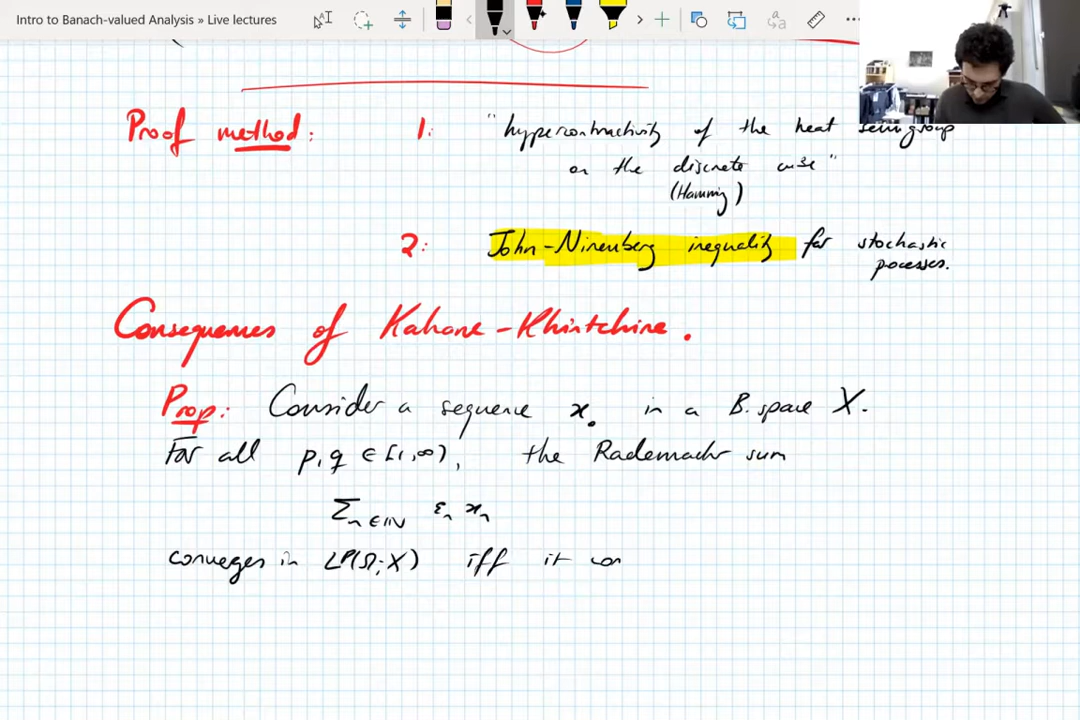 Intro to Banach-valued Analysis » Live lectures
Proof method: 1: "hypercontractivity of the heat semigroup
on the discrete cube"
(Hamming)
2: John-Nirenberg inequality for stochastic
processes.
Consequences of Kahane-Khintchine.
Prop: Consider a sequence x. in a B. space X.
For all p, q ∈ [1,∞), the Rademachr sum
Σn∈ℕ εn xn
converges in LP(Ω;X) iff it con